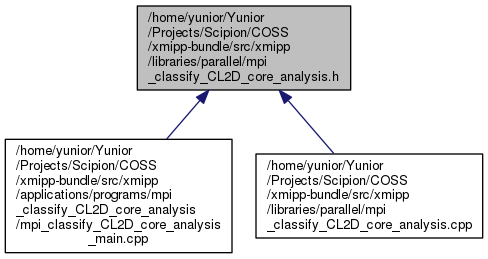 /home/yunior/Yunior
/Projects/Scipion/COSS
/xmipp-bundle/src/xmipp
/libraries/parallel/mpi
_classify_CL2D_core_analysis.h
/home/yunior/Yunior
/Projects/Scipion/COSS
/xmipp-bundle/src/xmipp
/applications/programs/mpi
_classify_CL2D_core_analysis
/mpi_classify_CL2D_core_analysis
_main.cpp
/home/yunior/Yunior
/Projects/Scipion/COSS
/xmipp-bundle/src/xmipp
/libraries/parallel/mpi
_classify_CL2D_core_analysis.cpp